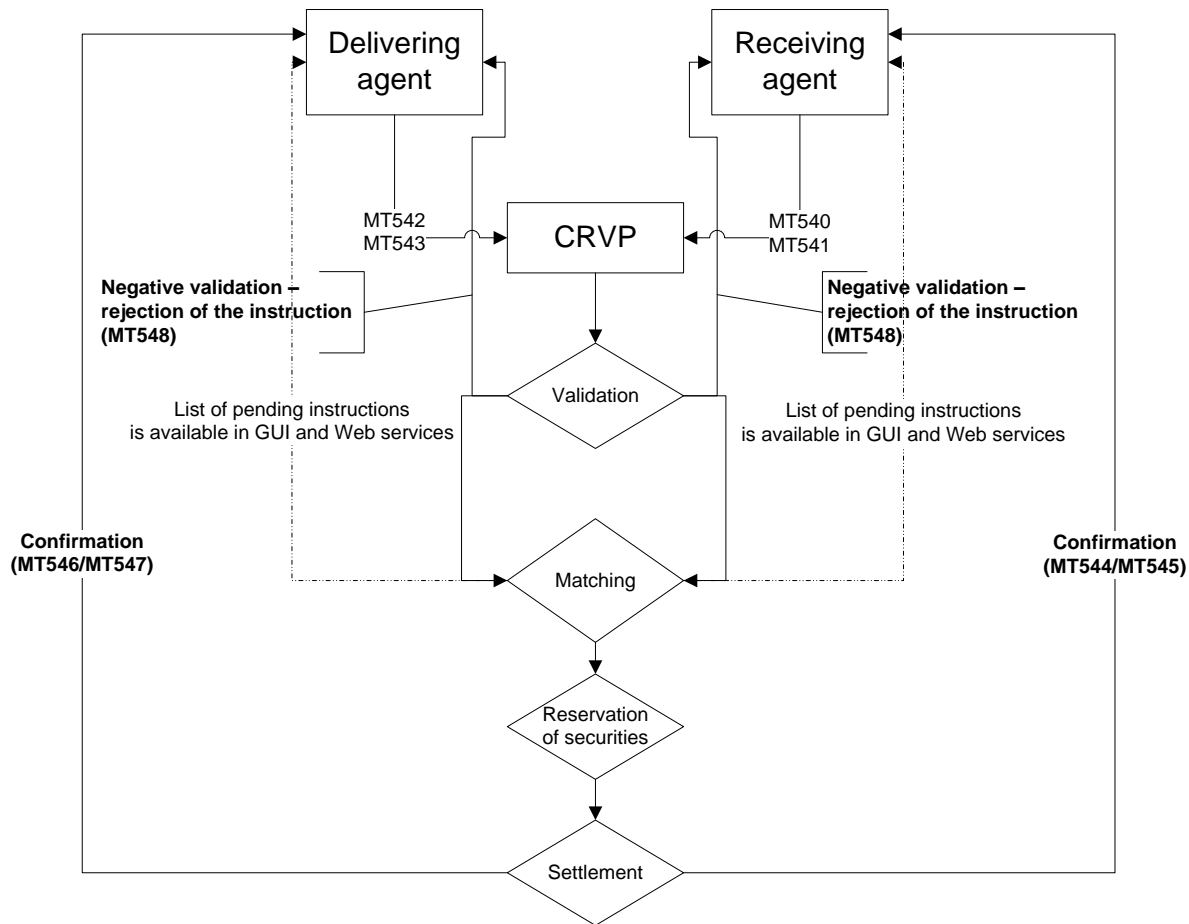 Delivering
agent
Receiving
agent
MT542
MT543
CRVP
MT540
MT541
Negative validation –
rejection of the instruction
(MT548)
Negative validation –
rejection of the instruction
(MT548)
Validation
List of pending instructions
is available in GUI and Web services
List of pending instructions
is available in GUI and Web services
Confirmation
(MT546/MT547)
Matching
Confirmation
(MT544/MT545)
Reservation
of securities
Settlement